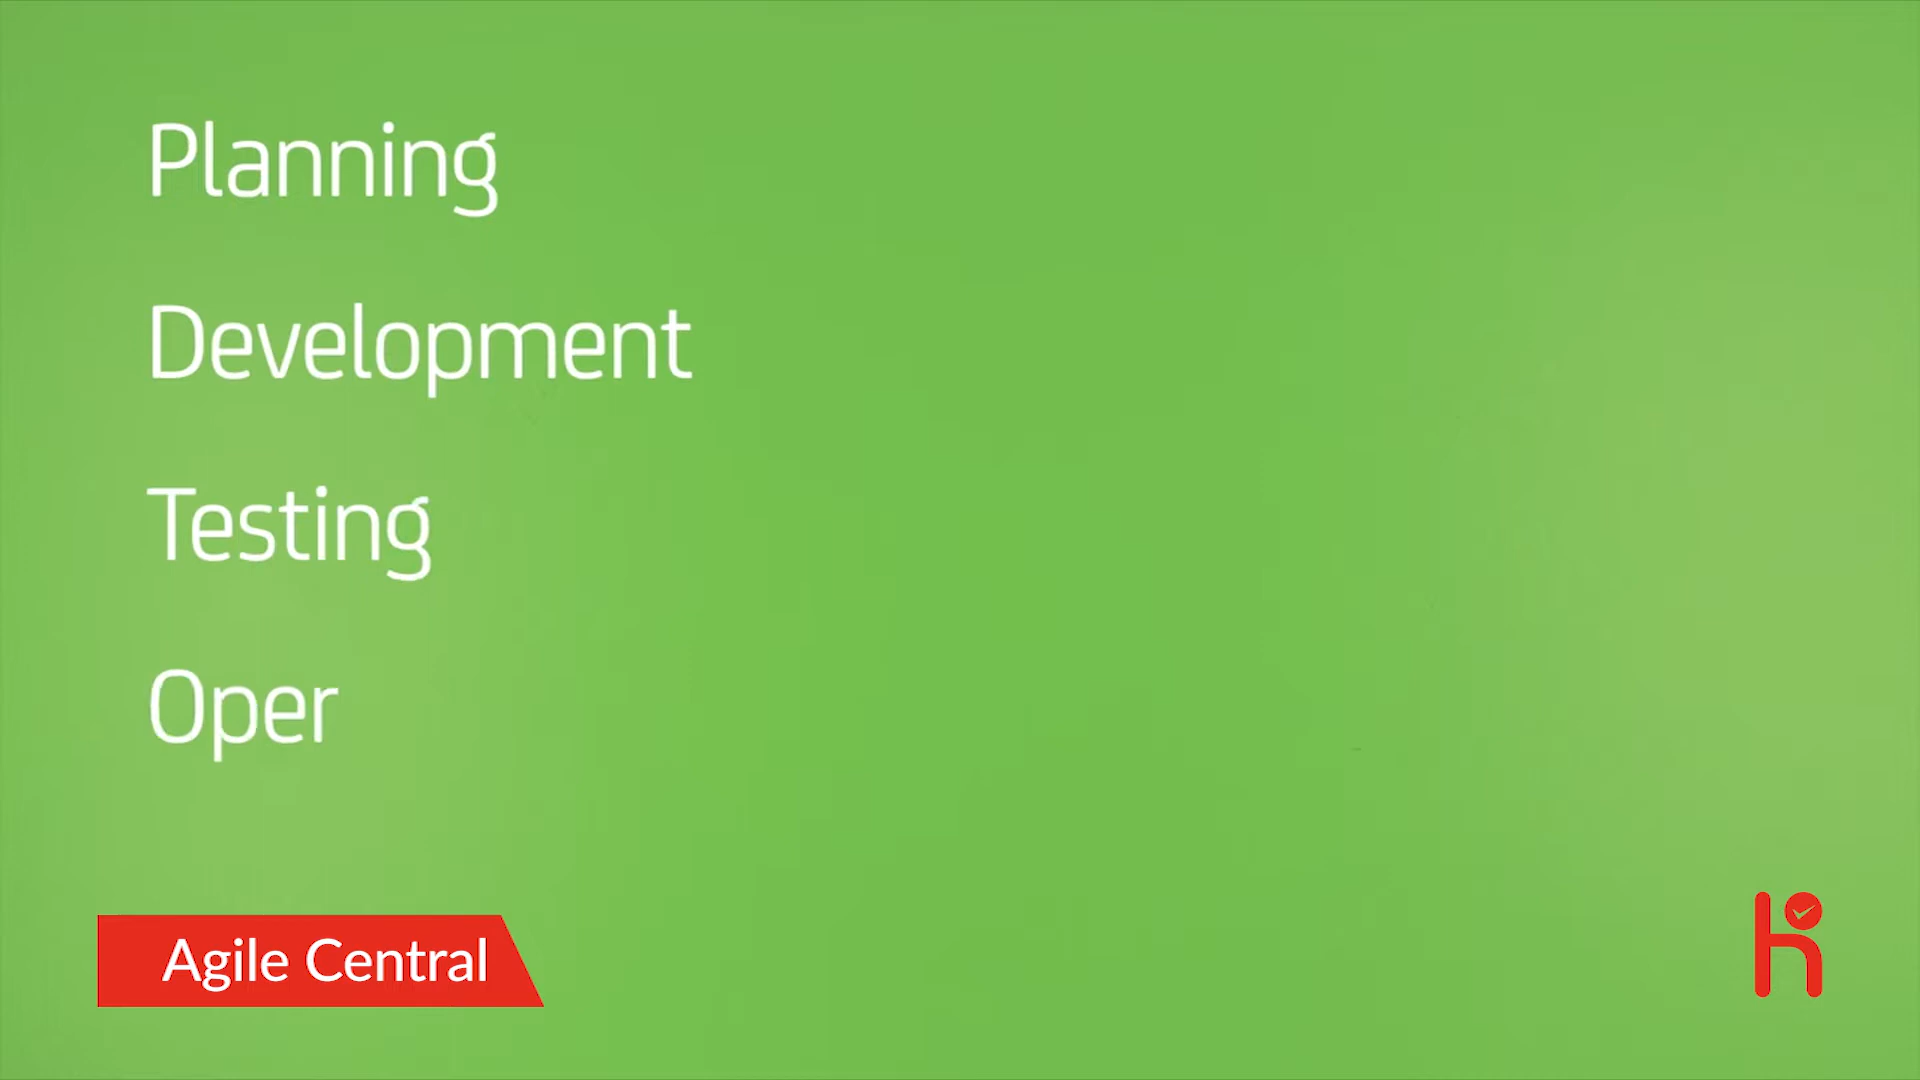 Planning
Development
Testing
Oper
Agile Central